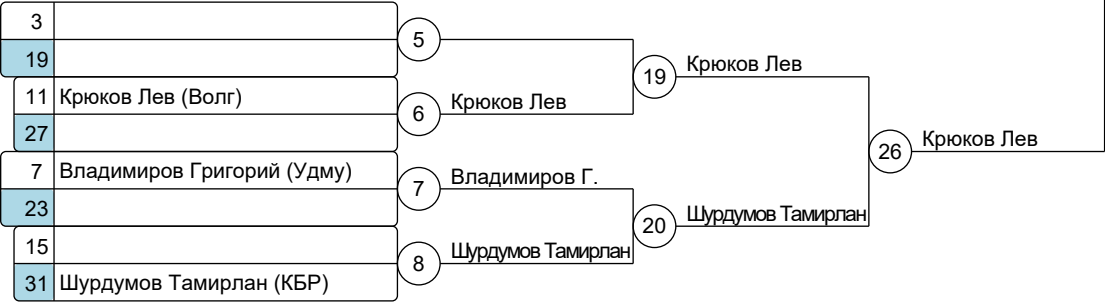 3
19
5
11 Крюков Лев (Волг)
27
6
Крюков Лев
19
Крюков Лев
7 Владимиров Григорий (Удму)
23
7
Владимиров Г.
15
31 Шурдумов Тамирлан (КБР)
8
Шурдумов Тамирлан
20
Шурдумов Тамирлан
26
Крюков Лев